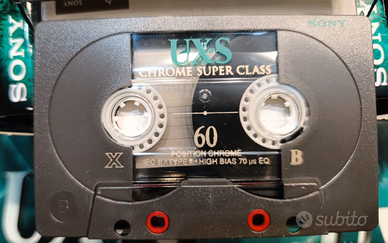 SONY
SONY
SONY
UXS
CHROME SUPER CLASS
60
POSITION CHROME
X
IEC II/TYPE II • HIGH BIAS 70 µs EQ
B
B
subito